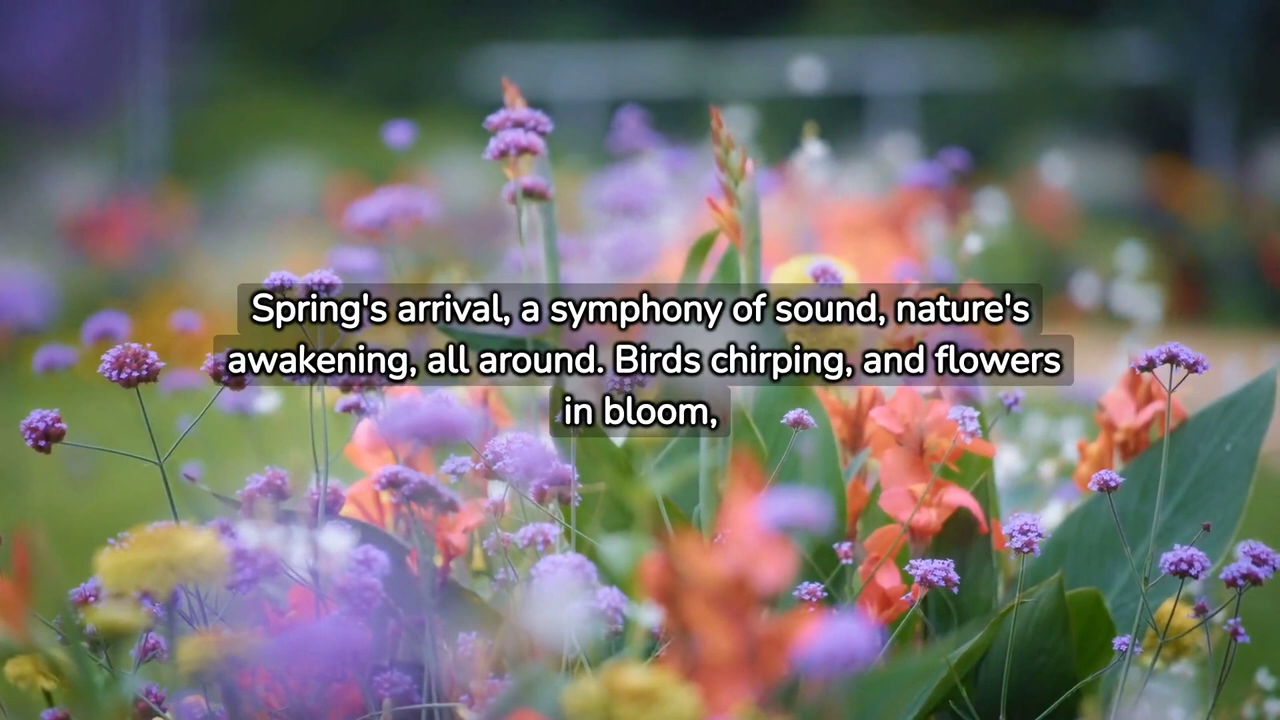 Spring's arrival, a symphony of sound, nature's
awakening, all around. Birds chirping, and flowers
in bloom,